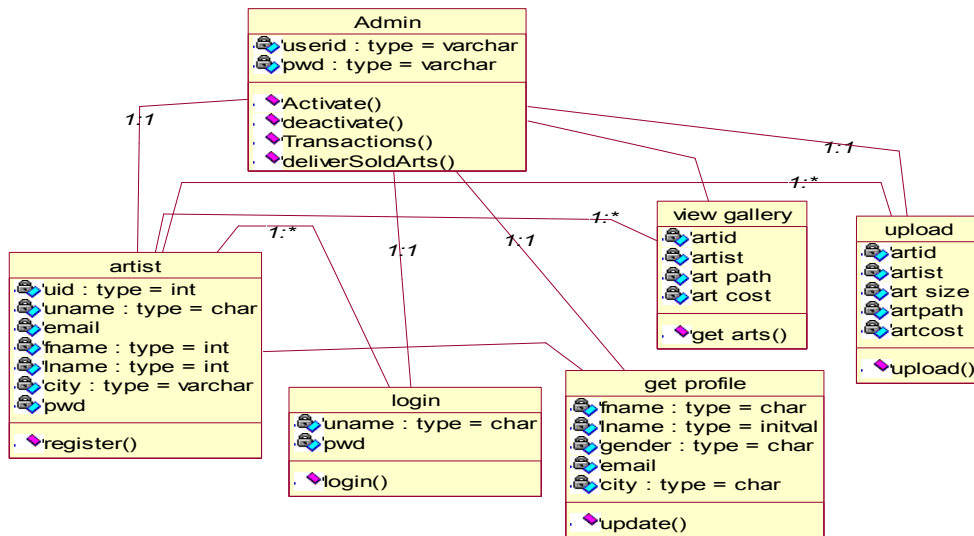 Admin
userid : type = varchar
pwd : type = varchar
Activate()
deactivate()
Transactions()
deliverSoldArts()
1:1
1:1
1:*
1:*
1:*
1:1
1:1
view gallery
artid
artist
art path
art cost
get arts()
upload
artid
artist
art size
artpath
artcost
upload()
artist
uid : type = int
uname : type = char
email
fname : type = int
lname : type = int
city : type = varchar
pwd
register()
login
uname : type = char
pwd
login()
get profile
fname : type = char
lname : type = initval
gender : type = char
email
city : type = char
update()